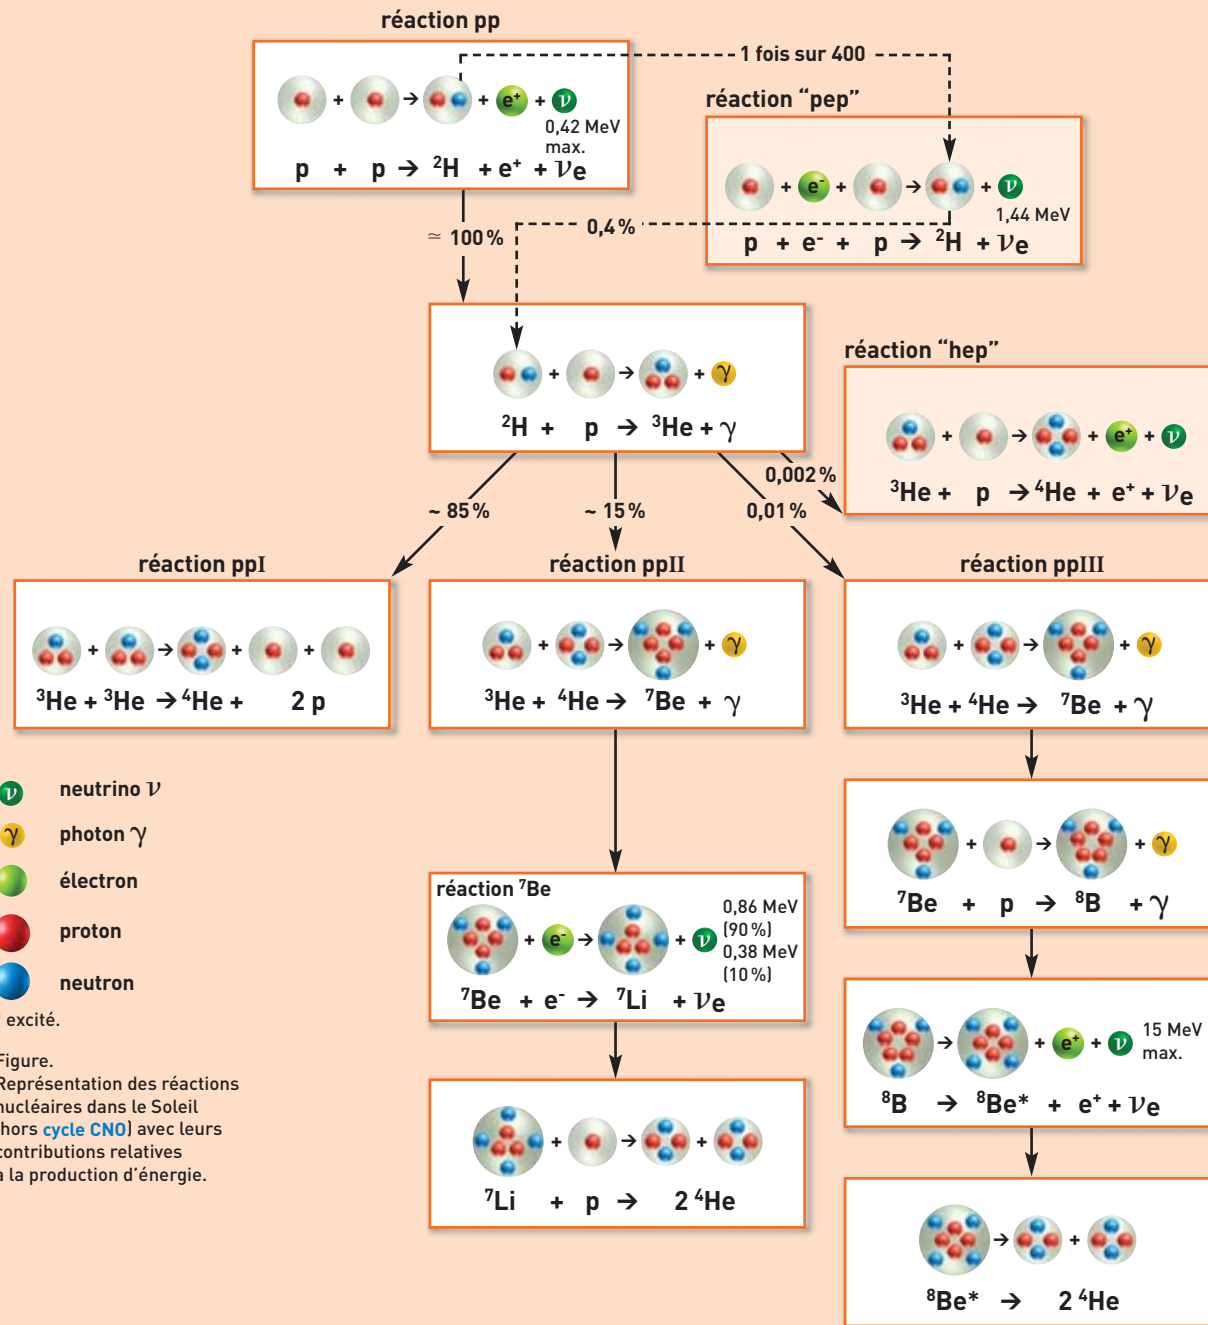 réaction pp
1 fois sur 400
+ → + e⁺ + ν
0,42 MeV
max.
p + p → ²H + e⁺ + νe
réaction “pep”
+ e⁻ + → + ν
1,44 MeV
p + e⁻ + p → ²H + νe
≃ 100 %
0,4 %
+ → + γ
²H + p → ³He + γ
réaction “hep”
+ → + e⁺ + ν
³He + p → ⁴He + e⁺ + νe
~ 85 %
~ 15 %
0,01 %
0,002 %
réaction ppI
+ → + +
³He + ³He → ⁴He + 2 p
réaction ppII
+ → + γ
³He + ⁴He → ⁷Be + γ
réaction ppIII
+ → + γ
³He + ⁴He → ⁷Be + γ
réaction ⁷Be
+ e⁻ → + ν
0,86 MeV
(90 %)
0,38 MeV
(10 %)
⁷Be + e⁻ → ⁷Li + νe
+ → +
⁷Li + p → 2 ⁴He
+ → + γ
⁷Be + p → ⁸B + γ
→ + e⁺ + ν
15 MeV
max.
⁸B → ⁸Be* + e⁺ + νe
→ +
⁸Be* → 2 ⁴He
ν neutrino ν
γ photon γ
électron
proton
neutron
* excité.
Figure.
Représentation des réactions
nucléaires dans le Soleil
(hors cycle CNO) avec leurs
contributions relatives
à la production d’énergie.